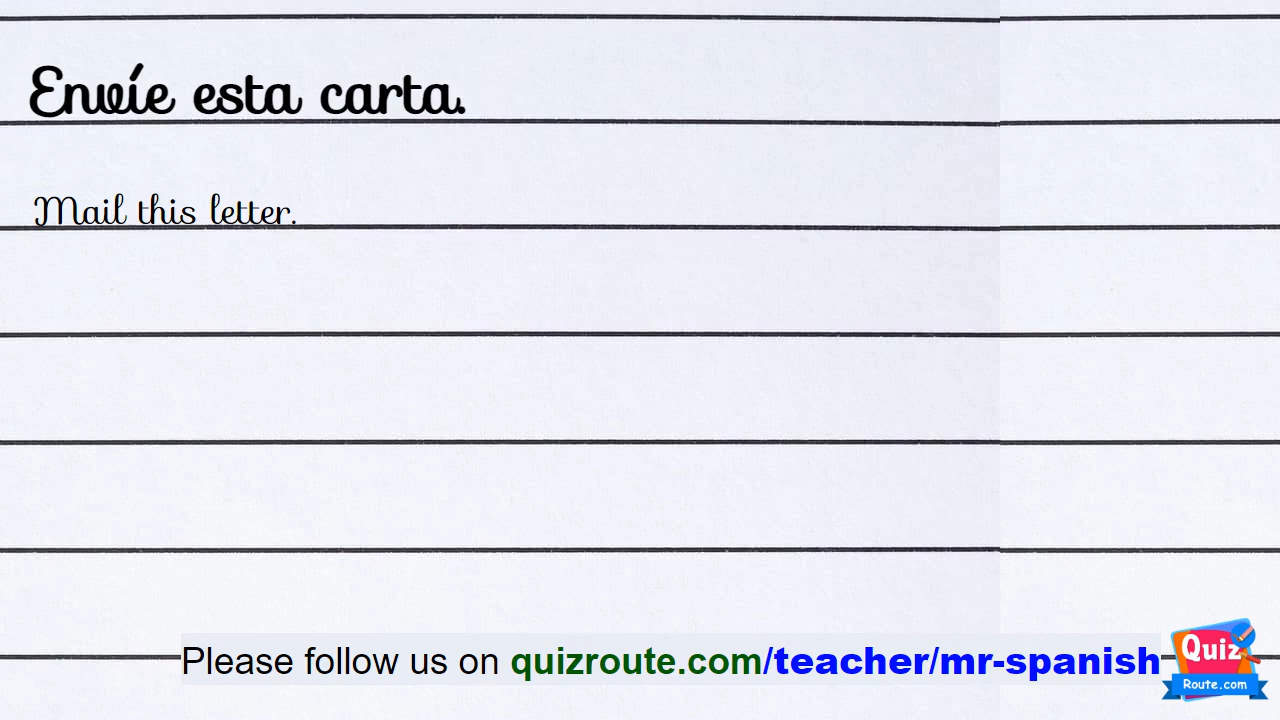 Envíe esta carta.
Mail this letter.
Please follow us on quizroute.com/teacher/mr-spanish
Quiz
Route.com